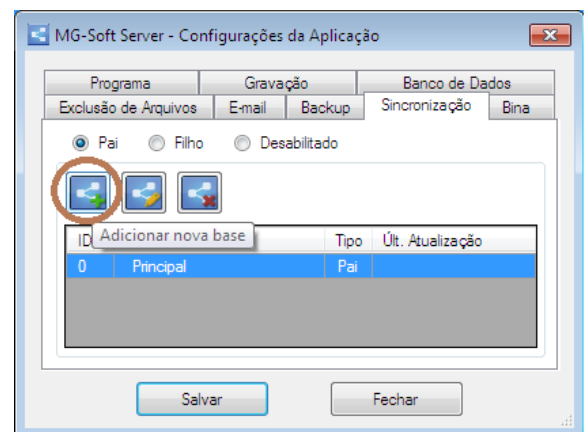 MG-Soft Server - Configurações da Aplicaçã
Programa Gravação Banco de Dados
Exclusão de Arquivos E-mail Backup Sincronização Bina
Pai Filho Desabilitado
Adicionar nova base
ID Tipo Últ. Atualização
0 Principal Pai
Salvar Fechar